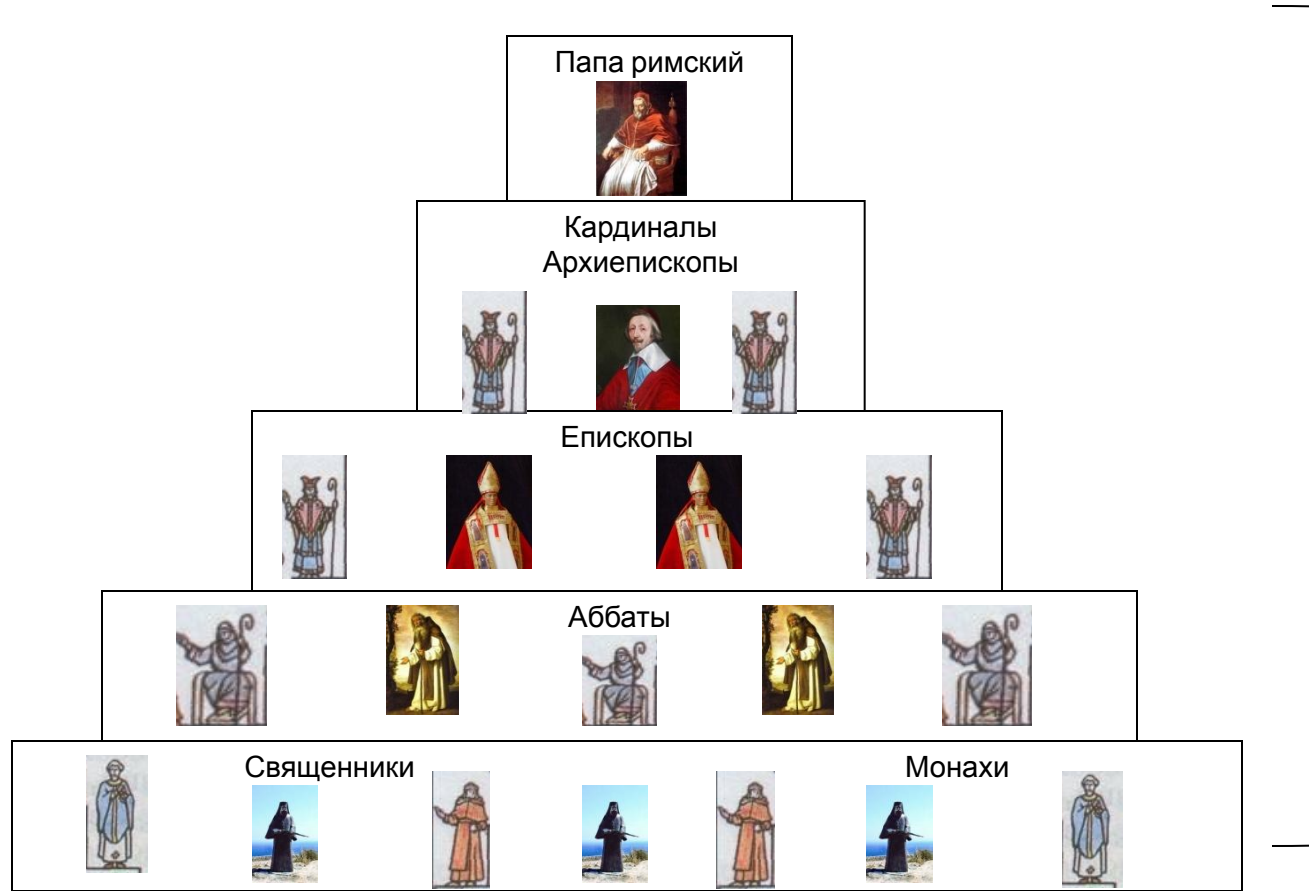 Папа римский
Кардиналы
Архиепископы
Епископы
Аббаты
Священники Монахи